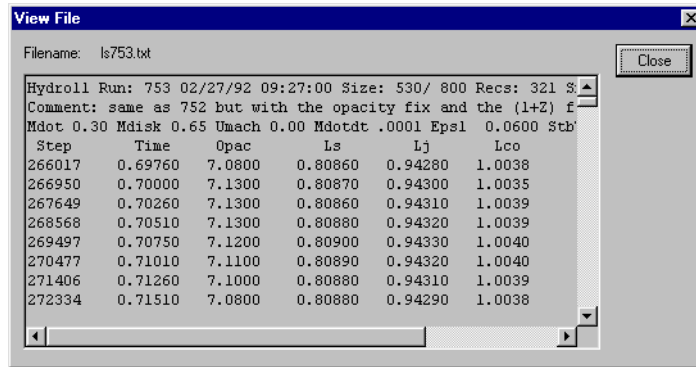 View File
Filename: ls753.txt
Close
Hydroll Run: 753 02/27/92 09:27:00 Size: 530/ 800 Recs: 321
Comment: same as 752 but with the opacity fix and the (1+Z) f
Mdot 0.30 Mdisk 0.65 Umach 0.00 Mdotdt .0001 Epsl 0.0600
Step Time Opac Ls Lj Lco
266017 0.69760 7.0800 0.80860 0.94280 1.0038
266950 0.70000 7.1300 0.80870 0.94300 1.0035
267649 0.70260 7.1300 0.80860 0.94310 1.0039
268568 0.70510 7.1300 0.80880 0.94320 1.0039
269497 0.70750 7.1200 0.80900 0.94330 1.0040
270477 0.71010 7.1100 0.80890 0.94320 1.0040
271406 0.71260 7.1000 0.80880 0.94310 1.0039
272334 0.71510 7.0800 0.80880 0.94290 1.0038